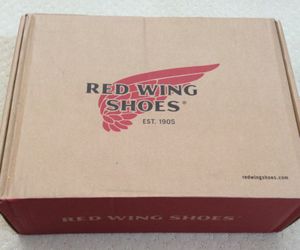 RED WING
SHOES®
EST. 1905
redwingshoes.com
RED WING SHOES®